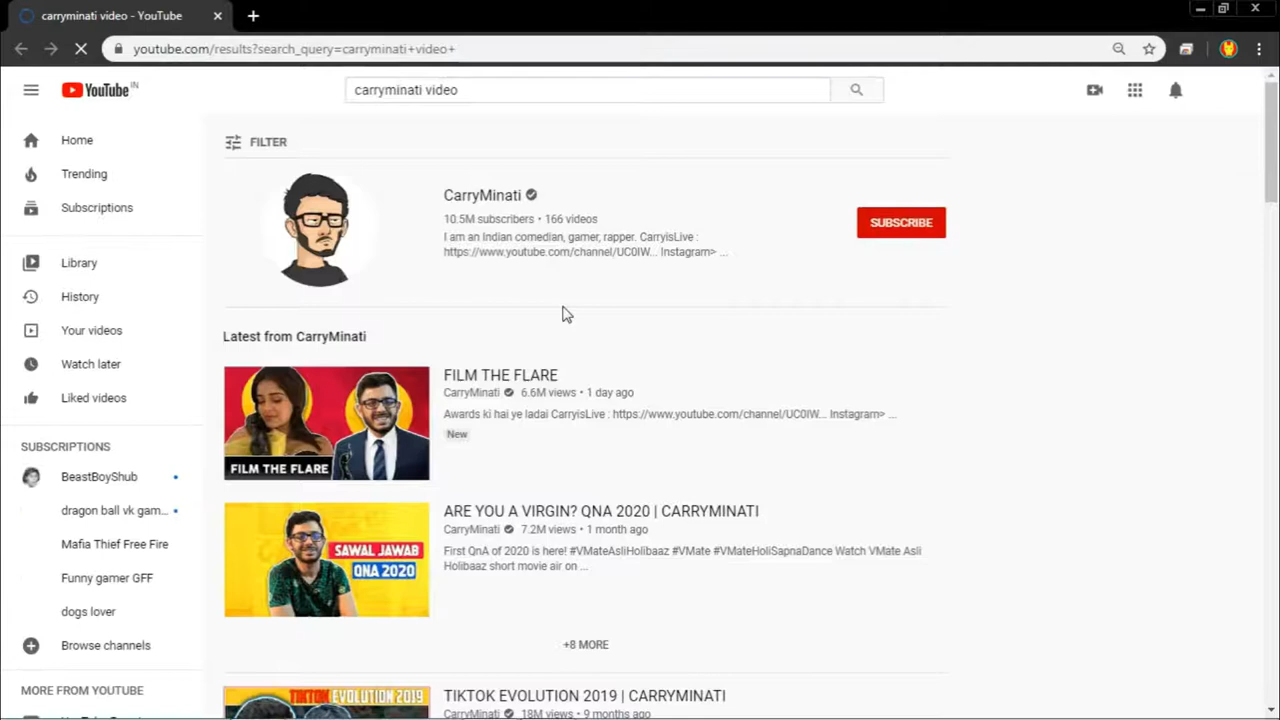 carryminati video - YouTube
youtube.com/results?search_query=carryminati+video+
YouTube IN
carryminati video
Home
Trending
Subscriptions
Library
History
Your videos
Watch later
Liked videos
SUBSCRIPTIONS
BeastBoyShub
dragon ball vk gam...
Mafia Thief Free Fire
Funny gamer GFF
dogs lover
Browse channels
MORE FROM YOUTUBE
FILTER
CarryMinati
10.5M subscribers • 166 videos
I am an Indian comedian, gamer, rapper. CarryisLive :
https://www.youtube.com/channel/UC0IW... Instagram> ...
SUBSCRIBE
Latest from CarryMinati
FILM THE FLARE
FILM THE FLARE
CarryMinati 6.6M views • 1 day ago
Awards ki hai ye ladai CarryisLive : https://www.youtube.com/channel/UC0IW... Instagram> ...
New
SAWAL JAWAB
QNA 2020
ARE YOU A VIRGIN? QNA 2020 | CARRYMINATI
CarryMinati 7.2M views • 1 month ago
First QnA of 2020 is here! #VMateAsliHolibaaz #VMate #VMateHoliSapnaDance Watch VMate Asli
Holibaaz short movie air on ...
+8 MORE
TIKTOK EVOLUTION 2019
TIKTOK EVOLUTION 2019 | CARRYMINATI
CarryMinati 18M views • 9 months ago